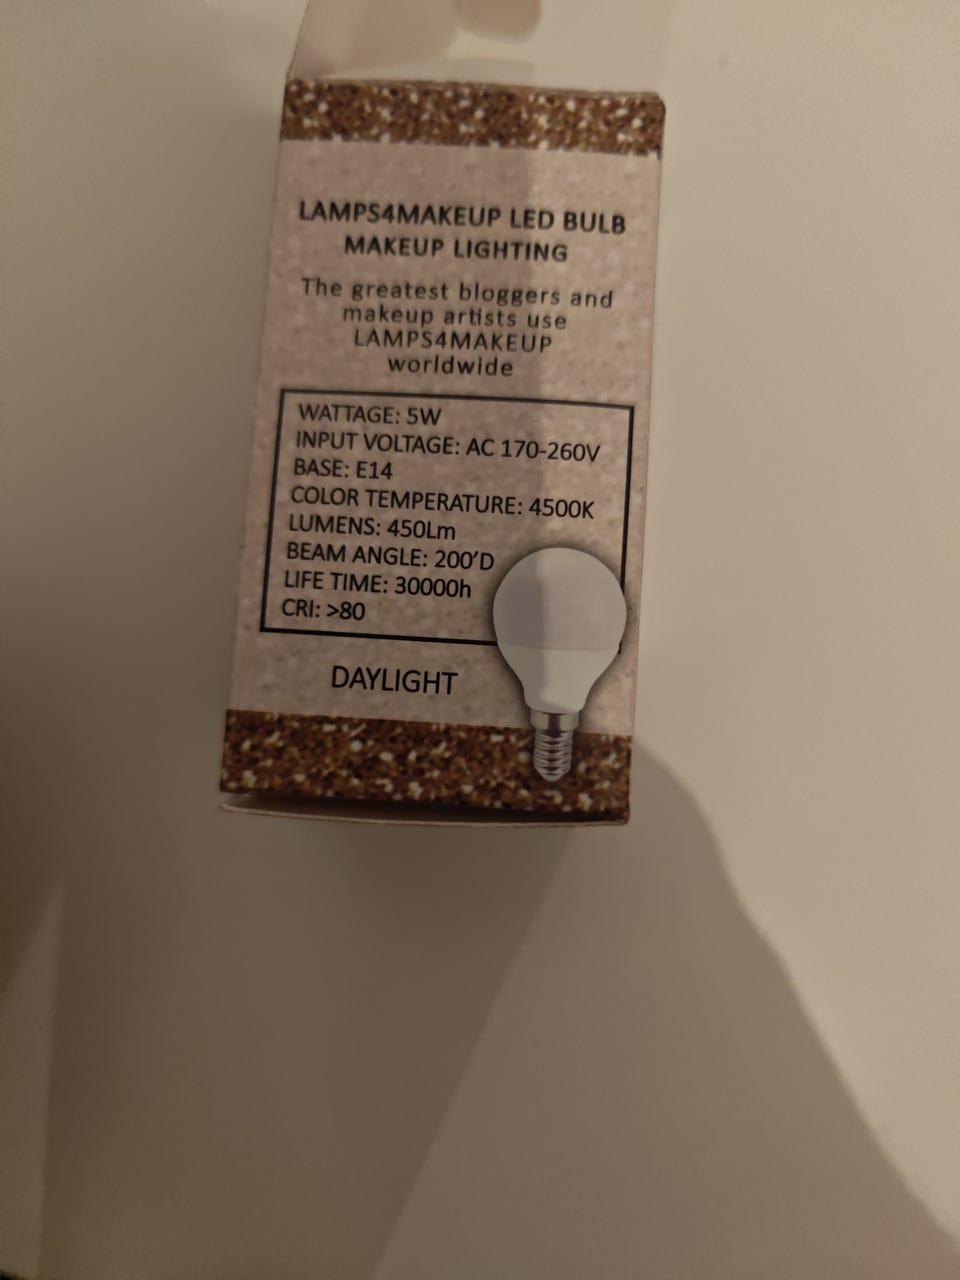 LAMPS4MAKEUP LED BULB
MAKEUP LIGHTING
The greatest bloggers and
makeup artists use
LAMPS4MAKEUP
worldwide
WATTAGE: 5W
INPUT VOLTAGE: AC 170-260V
BASE: E14
COLOR TEMPERATURE: 4500K
LUMENS: 450Lm
BEAM ANGLE: 200'D
LIFE TIME: 30000h
CRI: >80
DAYLIGHT